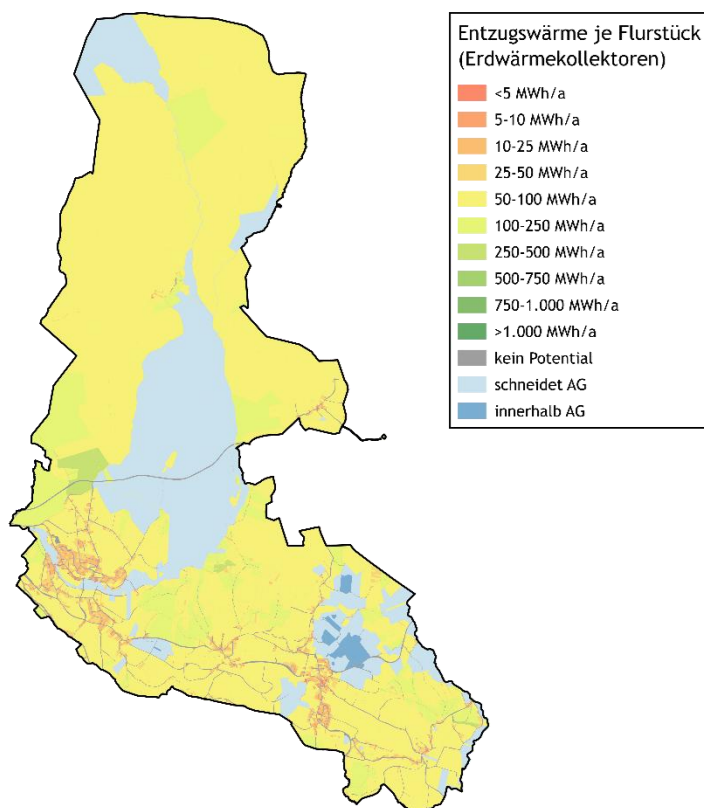 Entzugswärme je Flurstück
(Erdwärmekollektoren)
<5 MWh/a
5-10 MWh/a
10-25 MWh/a
25-50 MWh/a
50-100 MWh/a
100-250 MWh/a
250-500 MWh/a
500-750 MWh/a
750-1.000 MWh/a
>1.000 MWh/a
kein Potential
schneidet AG
innerhalb AG